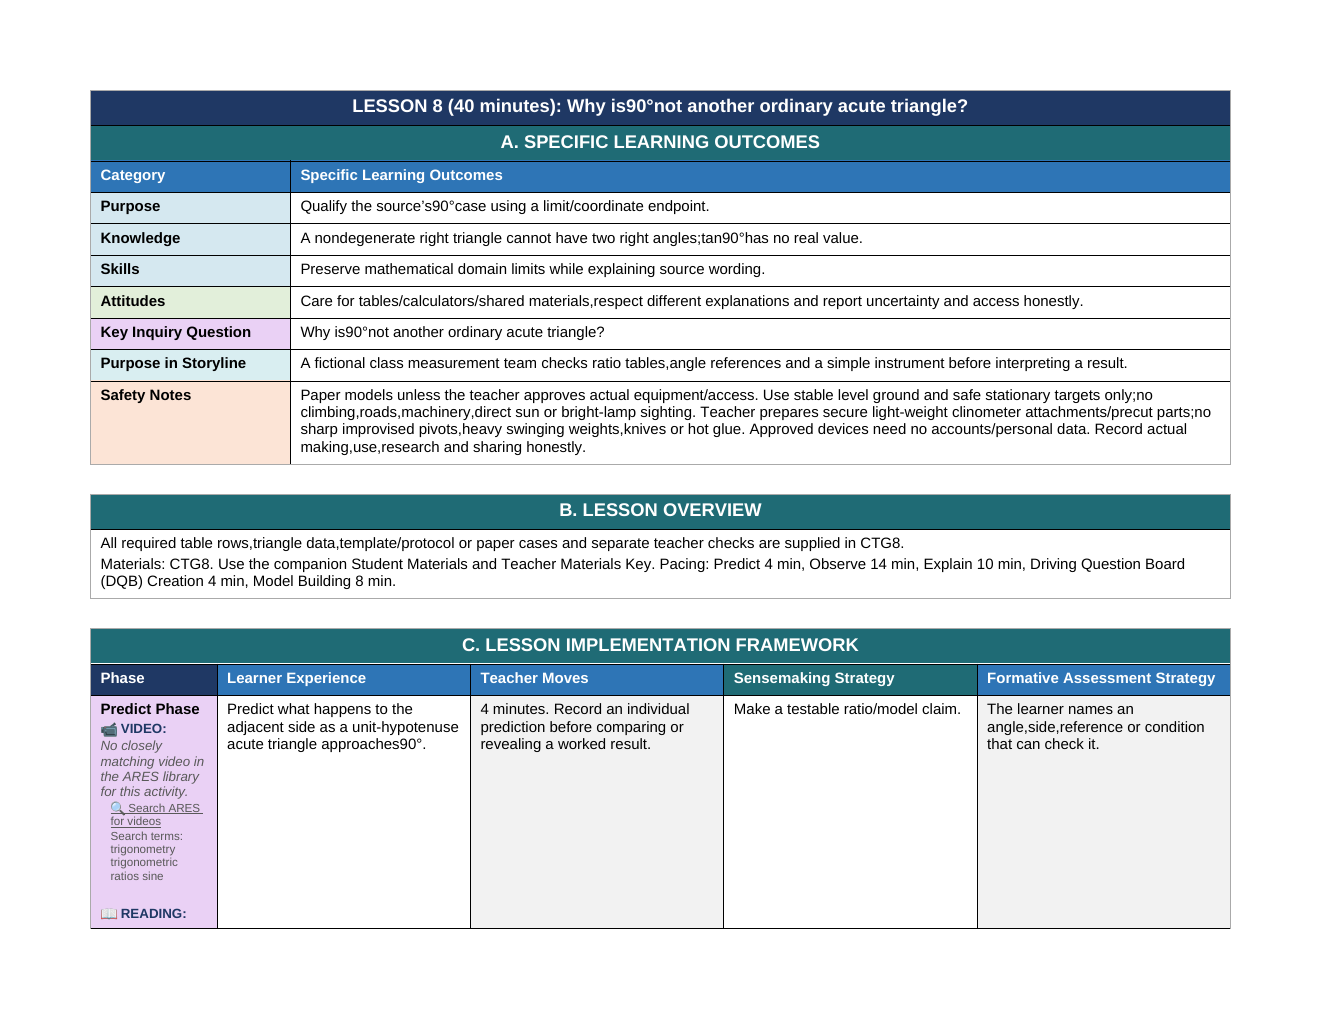 LESSON 8 (40 minutes): Why is90°not another ordinary acute triangle?
A. SPECIFIC LEARNING OUTCOMES
Category
Specific Learning Outcomes
Purpose
Qualify the source’s90°case using a limit/coordinate endpoint.
Knowledge
A nondegenerate right triangle cannot have two right angles;tan90°has no real value.
Skills
Preserve mathematical domain limits while explaining source wording.
Attitudes
Care for tables/calculators/shared materials,respect different explanations and report uncertainty and access honestly.
Key Inquiry Question
Why is90°not another ordinary acute triangle?
Purpose in Storyline
A fictional class measurement team checks ratio tables,angle references and a simple instrument before interpreting a result.
Safety Notes
Paper models unless the teacher approves actual equipment/access. Use stable level ground and safe stationary targets only;no
climbing,roads,machinery,direct sun or bright-lamp sighting. Teacher prepares secure light-weight clinometer attachments/precut parts;no
sharp improvised pivots,heavy swinging weights,knives or hot glue. Approved devices need no accounts/personal data. Record actual
making,use,research and sharing honestly.
B. LESSON OVERVIEW
All required table rows,triangle data,template/protocol or paper cases and separate teacher checks are supplied in CTG8.
Materials: CTG8. Use the companion Student Materials and Teacher Materials Key. Pacing: Predict 4 min, Observe 14 min, Explain 10 min, Driving Question Board
(DQB) Creation 4 min, Model Building 8 min.
C. LESSON IMPLEMENTATION FRAMEWORK
Phase
Learner Experience
Teacher Moves
Sensemaking Strategy
Formative Assessment Strategy
Predict Phase
📹 VIDEO:
No closely
matching video in
the ARES library
for this activity.
🔍 Search ARES
for videos
Search terms:
trigonometry
trigonometric
ratios sine
📖 READING:
Predict what happens to the
adjacent side as a unit-hypotenuse
acute triangle approaches90°.
4 minutes. Record an individual
prediction before comparing or
revealing a worked result.
Make a testable ratio/model claim.
The learner names an
angle,side,reference or condition
that can check it.